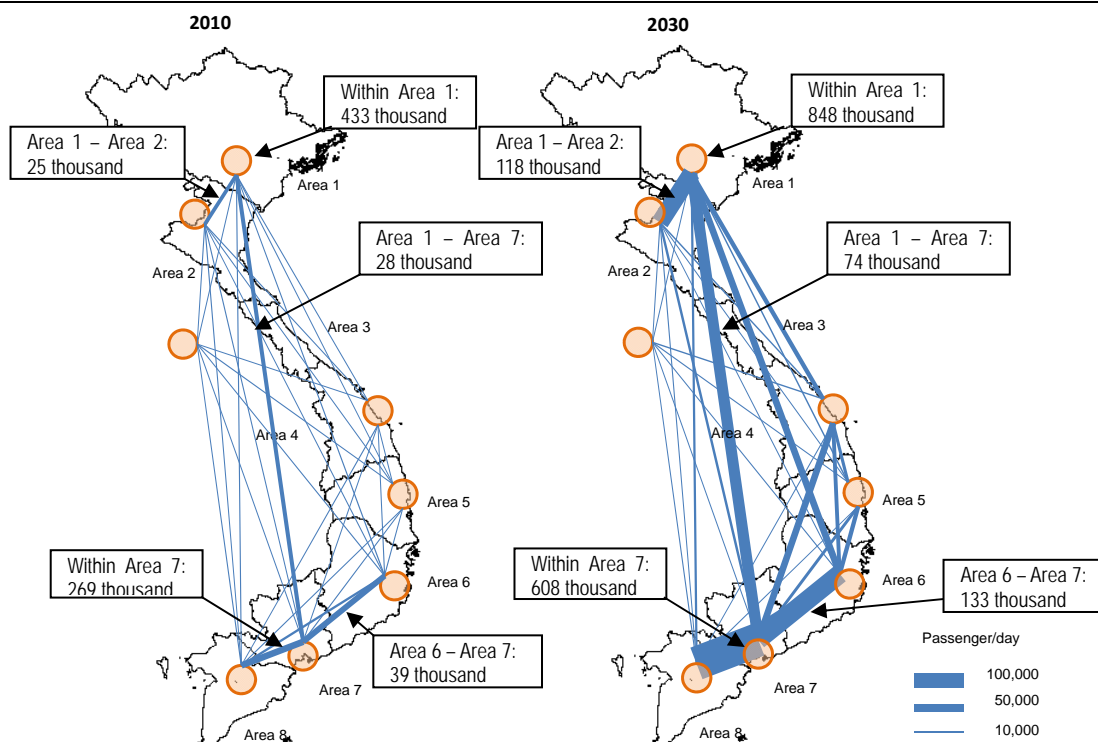 2010
Within Area 1:
433 thousand
Area 1 – Area 2:
25 thousand
Area 1
Area 1 – Area 7:
28 thousand
Area 2
Area 3
Area 4
Area 5
Within Area 7:
269 thousand
Area 6
Area 6 – Area 7:
39 thousand
Area 7
Area 8
2030
Within Area 1:
848 thousand
Area 1 – Area 2:
118 thousand
Area 1
Area 1 – Area 7:
74 thousand
Area 2
Area 3
Area 4
Area 5
Within Area 7:
608 thousand
Area 6
Area 6 – Area 7:
133 thousand
Area 7
Area 8
Passenger/day
100,000
50,000
10,000